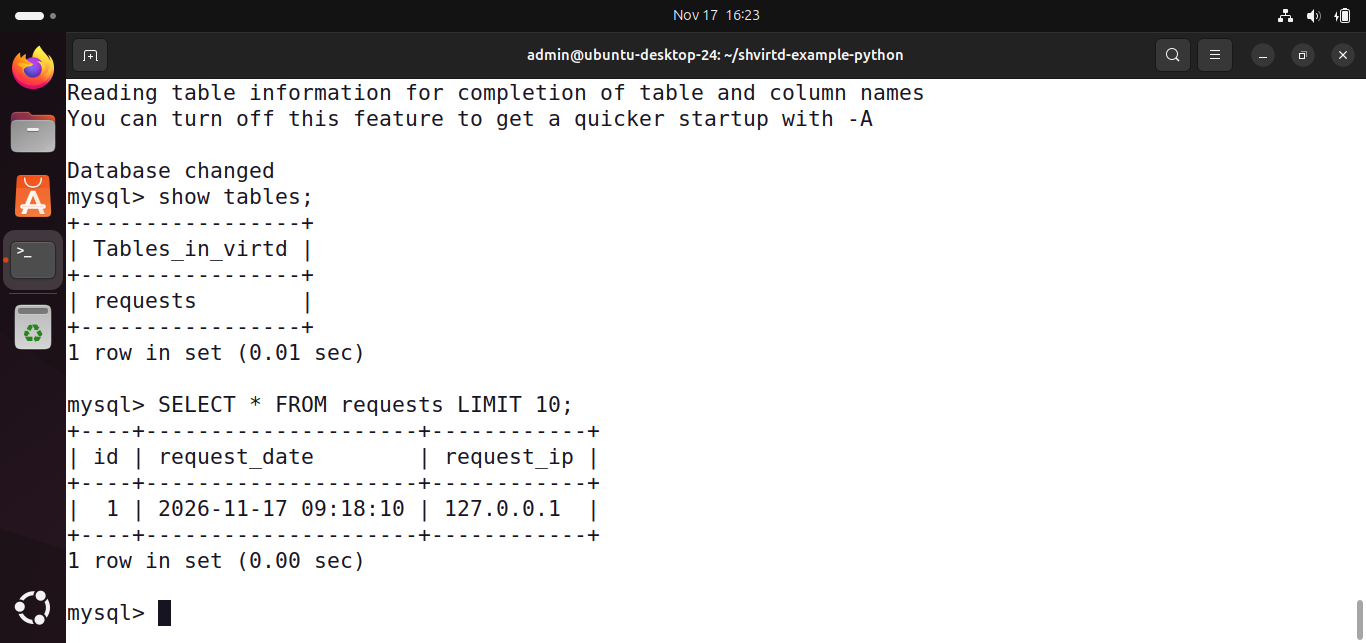 Nov 17 16:23
admin@ubuntu-desktop-24: ~/shvirtd-example-python
Reading table information for completion of table and column names
You can turn off this feature to get a quicker startup with -A
Database changed
mysql> show tables;
+-----------------+
| Tables_in_virtd |
+-----------------+
| requests        |
+-----------------+
1 row in set (0.01 sec)
mysql> SELECT * FROM requests LIMIT 10;
+----+---------------------+------------+
| id | request_date        | request_ip |
+----+---------------------+------------+
|  1 | 2026-11-17 09:18:10 | 127.0.0.1  |
+----+---------------------+------------+
1 row in set (0.00 sec)
mysql>